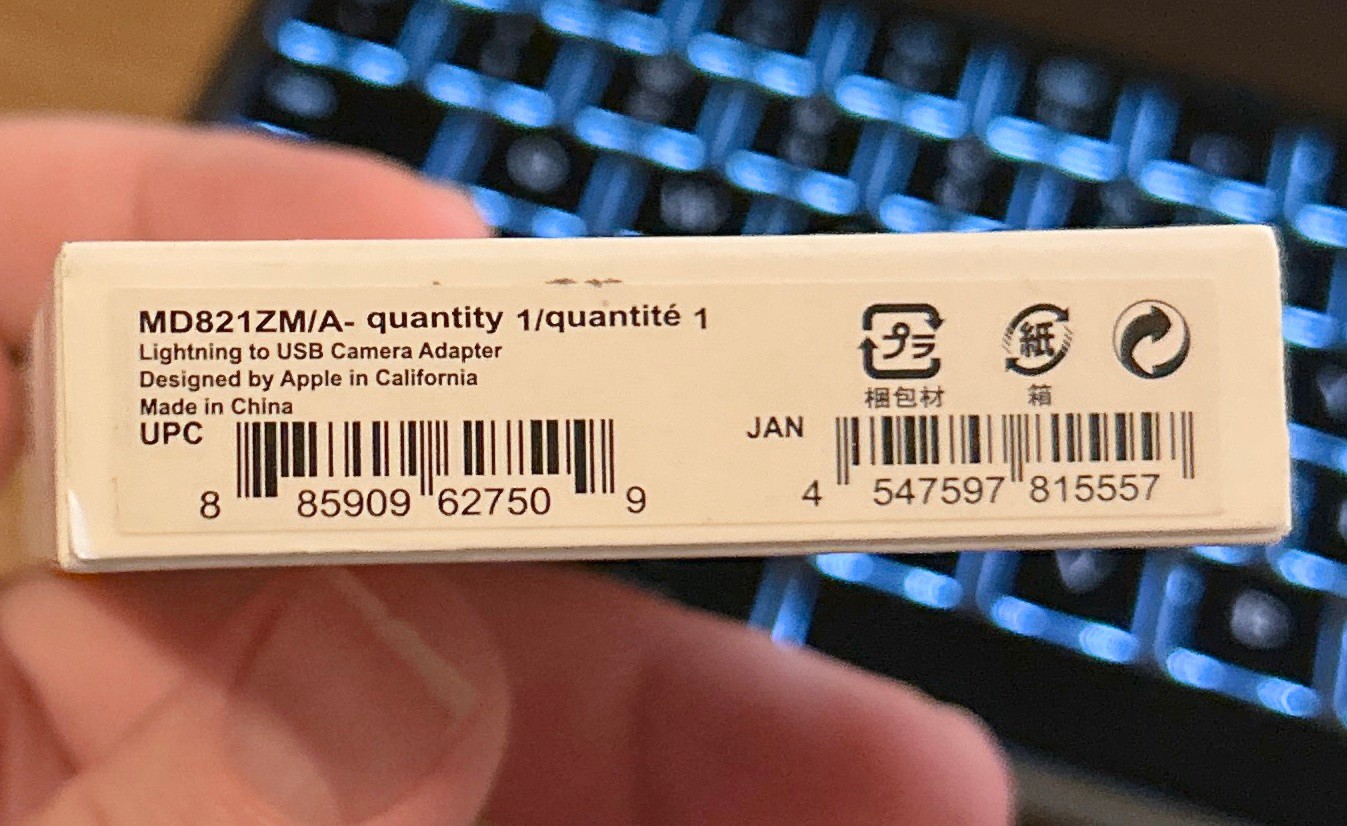 MD821ZM/A- quantity 1/quantité 1
Lightning to USB Camera Adapter
Designed by Apple in California
Made in China
UPC
8 85909 62750 9
プラ
梱包材
紙
箱
JAN
4 547597 815557